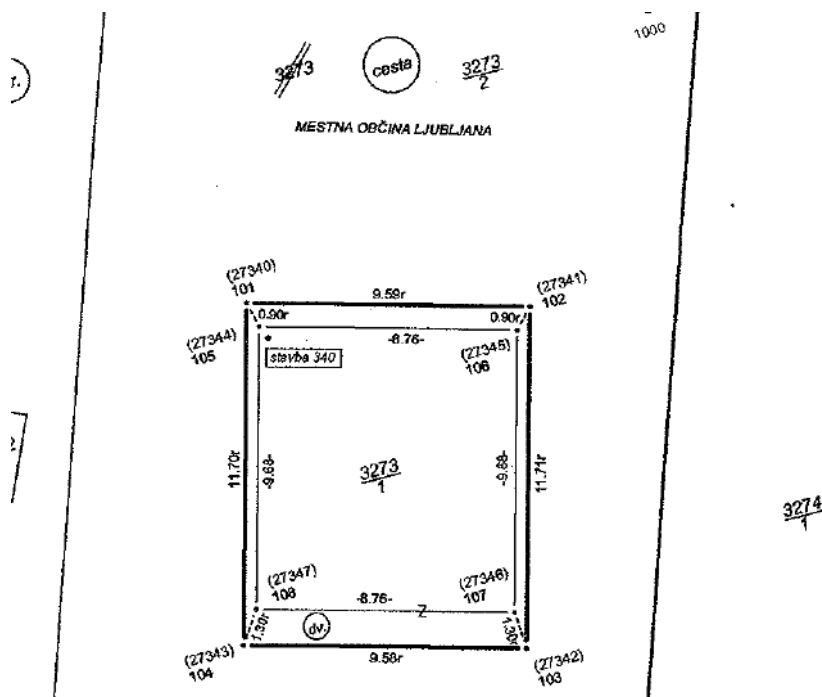 1000
3273
cesta
3273
2
MESTNA OBČINA LJUBLJANA
(27340)
101
9.59r
(27341)
102
0.90r
0.90r
(27344)
105
-8.76-
(27345)
106
stavba 340
11.70r
-9.68-
3273
1
-9.68-
11.71r
3274
1
(27347)
108
-8.76-
(27346)
107
Z
1.30r
dv.
1.30r
(27343)
104
9.58r
(27342)
103